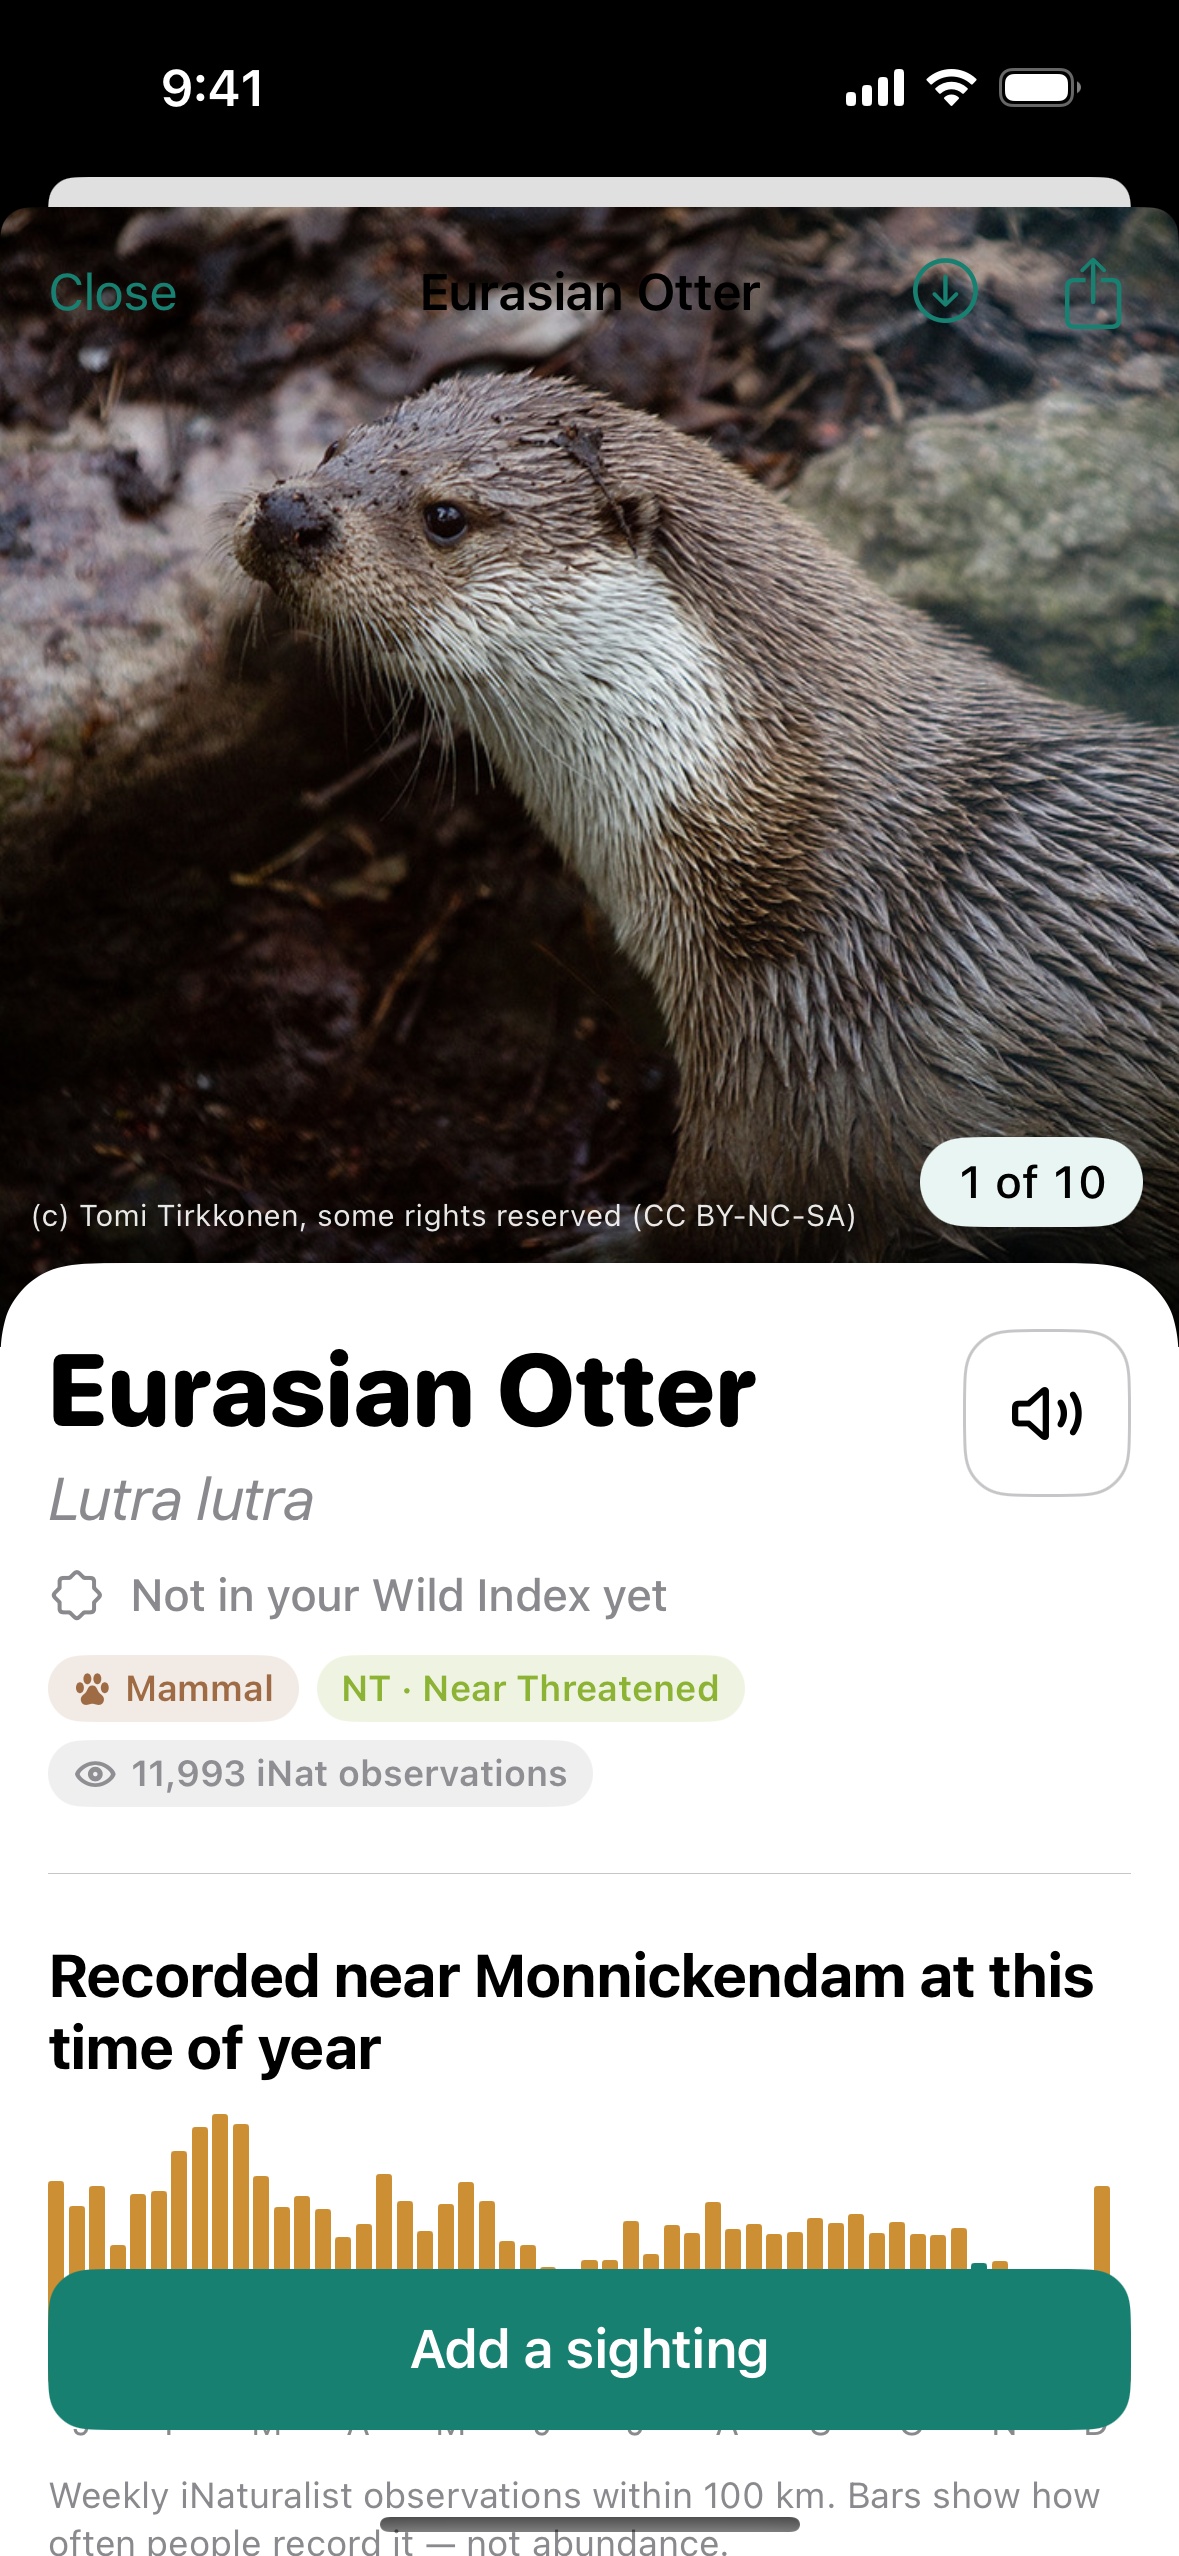 9:41
Close
Eurasian Otter
(c) Tomi Tirkkonen, some rights reserved (CC BY-NC-SA)
1 of 10
Eurasian Otter
Lutra lutra
Not in your Wild Index yet
Mammal
NT · Near Threatened
11,993 iNat observations
Recorded near Monnickendam at this
time of year
Add a sighting
Weekly iNaturalist observations within 100 km. Bars show how
often people record it — not abundance.